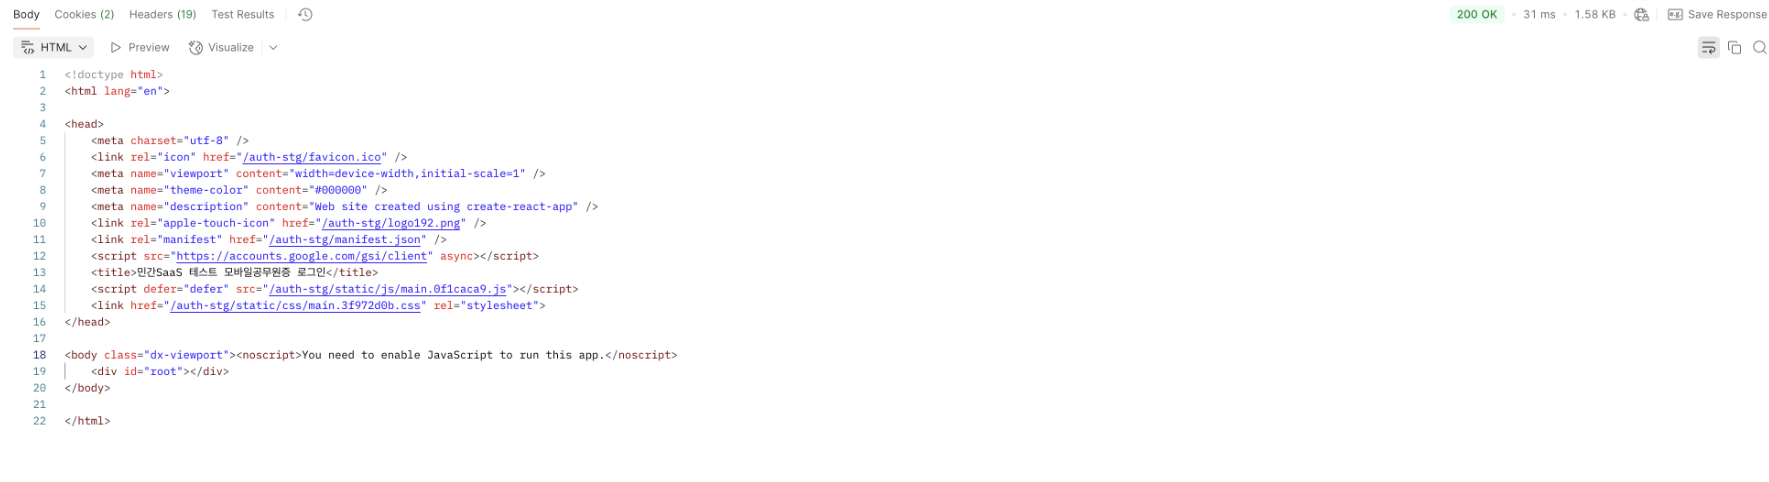 Body Cookies (2) Headers (19) Test Results 200 OK 31 ms 1.58 KB e.g. Save Response
HTML Preview Visualize
1 <!doctype html>
2 <html lang="en">
3
4 <head>
5 <meta charset="utf-8" />
6 <link rel="icon" href="/auth-stg/favicon.ico" />
7 <meta name="viewport" content="width=device-width,initial-scale=1" />
8 <meta name="theme-color" content="#000000" />
9 <meta name="description" content="Web site created using create-react-app" />
10 <link rel="apple-touch-icon" href="/auth-stg/logo192.png" />
11 <link rel="manifest" href="/auth-stg/manifest.json" />
12 <script src="https://accounts.google.com/gsi/client" async></script>
13 <title>민간SaaS 테스트 모바일공무원증 로그인</title>
14 <script defer="defer" src="/auth-stg/static/js/main.0f1caca9.js"></script>
15 <link href="/auth-stg/static/css/main.3f972d0b.css" rel="stylesheet">
16 </head>
17
18 <body class="dx-viewport"><noscript>You need to enable JavaScript to run this app.</noscript>
19 <div id="root"></div>
20 </body>
21
22 </html>